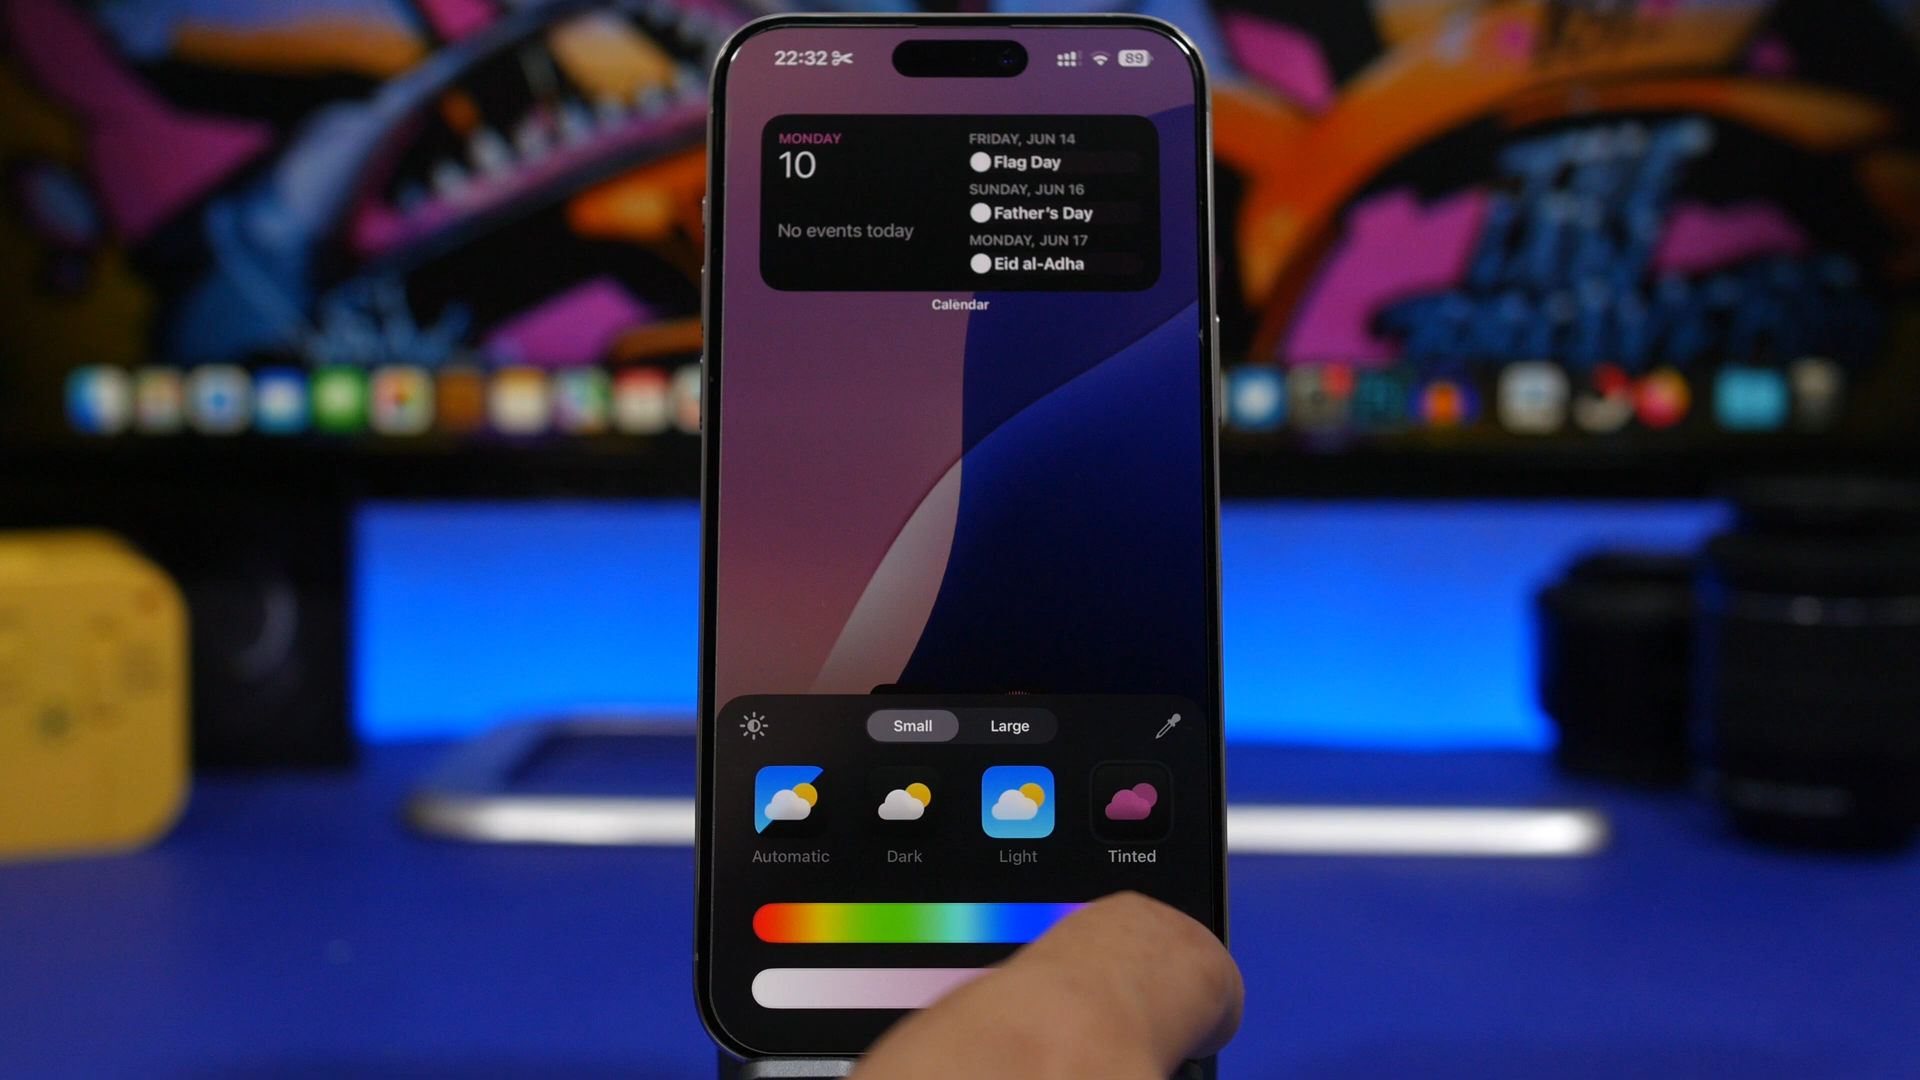 22:32
89
MONDAY
10
No events today
FRIDAY, JUN 14
Flag Day
SUNDAY, JUN 16
Father's Day
MONDAY, JUN 17
Eid al-Adha
Calendar
Small
Large
Automatic
Dark
Light
Tinted